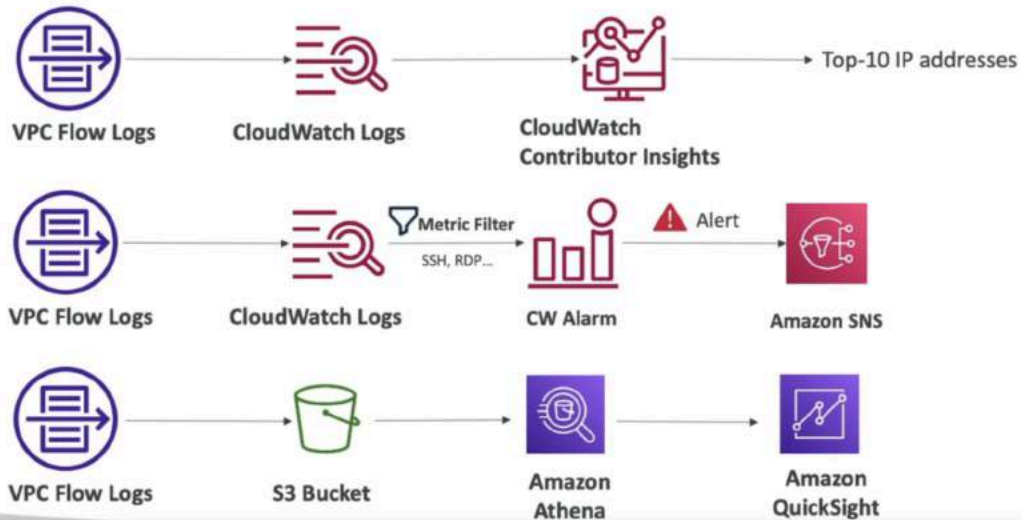 Top-10 IP addresses
VPC Flow Logs
CloudWatch Logs
CloudWatch
Contributor Insights
Metric Filter
SSH, RDP...
Alert
VPC Flow Logs
CloudWatch Logs
CW Alarm
Amazon SNS
VPC Flow Logs
S3 Bucket
Amazon
Athena
Amazon
QuickSight